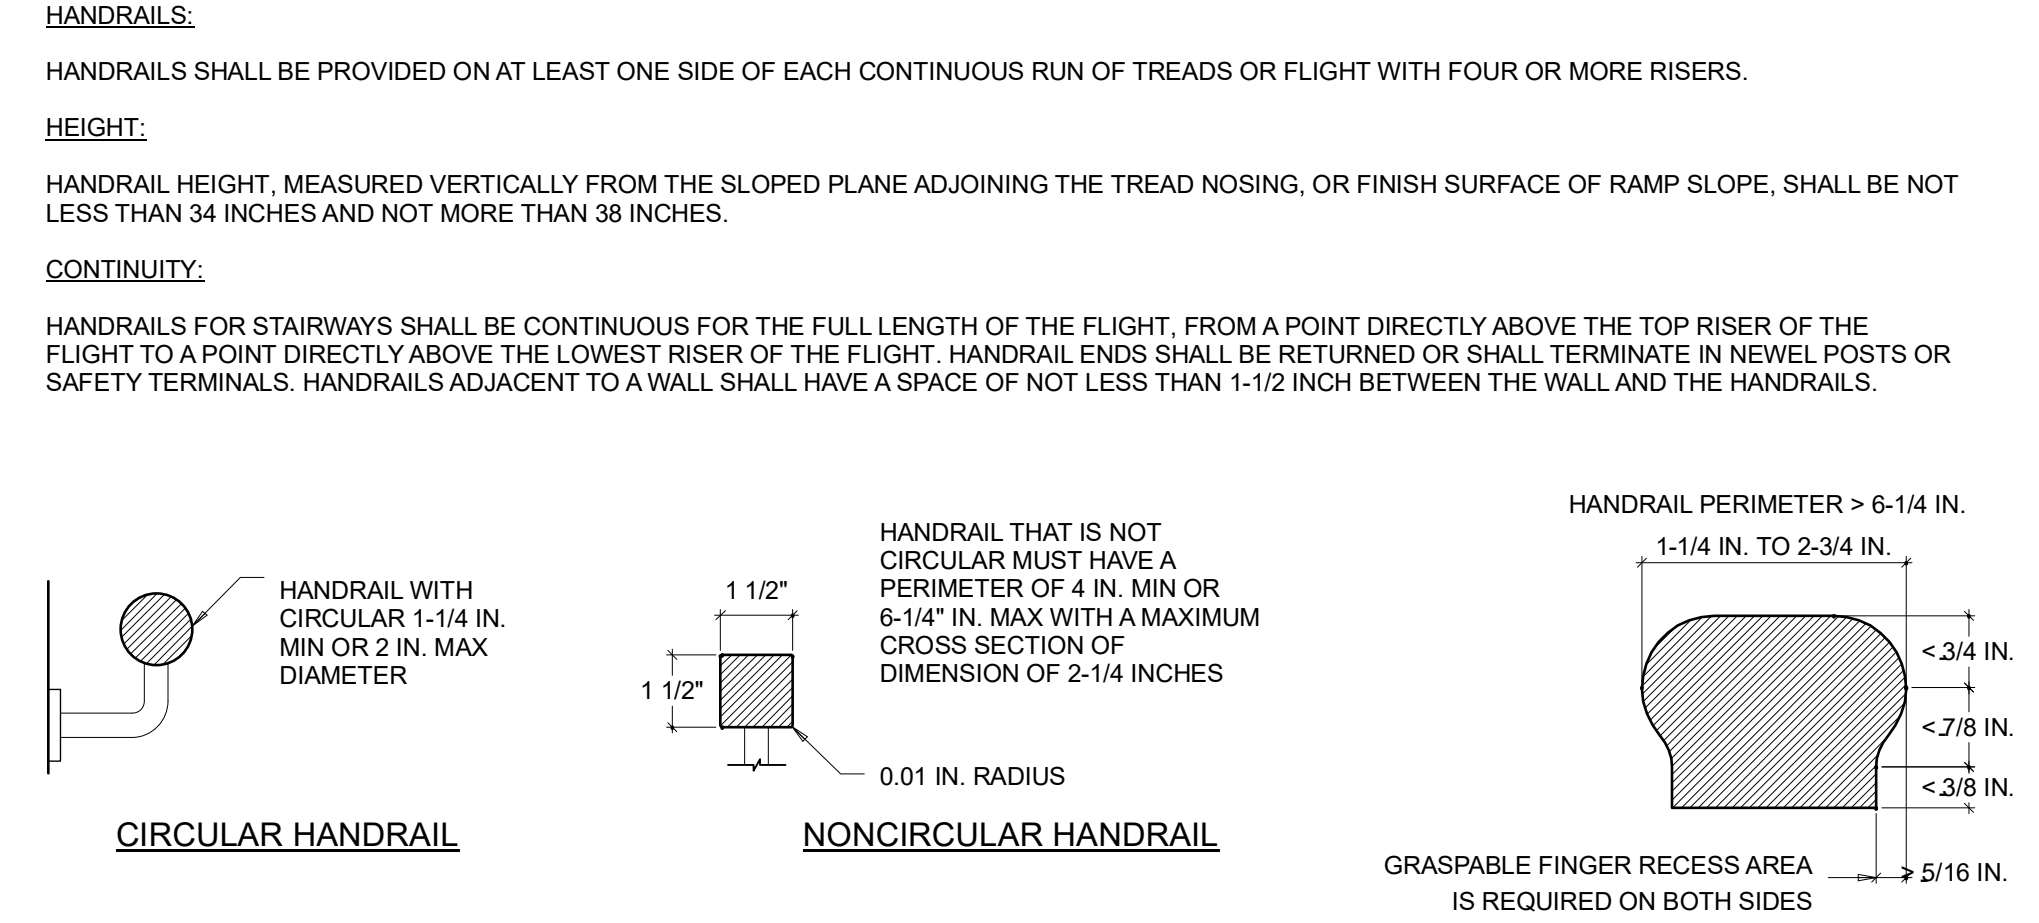 HANDRAILS:
HANDRAILS SHALL BE PROVIDED ON AT LEAST ONE SIDE OF EACH CONTINUOUS RUN OF TREADS OR FLIGHT WITH FOUR OR MORE RISERS.
HEIGHT:
HANDRAIL HEIGHT, MEASURED VERTICALLY FROM THE SLOPED PLANE ADJOINING THE TREAD NOSING, OR FINISH SURFACE OF RAMP SLOPE, SHALL BE NOT
LESS THAN 34 INCHES AND NOT MORE THAN 38 INCHES.
CONTINUITY:
HANDRAILS FOR STAIRWAYS SHALL BE CONTINUOUS FOR THE FULL LENGTH OF THE FLIGHT, FROM A POINT DIRECTLY ABOVE THE TOP RISER OF THE
FLIGHT TO A POINT DIRECTLY ABOVE THE LOWEST RISER OF THE FLIGHT. HANDRAIL ENDS SHALL BE RETURNED OR SHALL TERMINATE IN NEWEL POSTS OR
SAFETY TERMINALS. HANDRAILS ADJACENT TO A WALL SHALL HAVE A SPACE OF NOT LESS THAN 1-1/2 INCH BETWEEN THE WALL AND THE HANDRAILS.
HANDRAIL WITH
CIRCULAR 1-1/4 IN.
MIN OR 2 IN. MAX
DIAMETER
CIRCULAR HANDRAIL
1 1/2"
1 1/2"
HANDRAIL THAT IS NOT
CIRCULAR MUST HAVE A
PERIMETER OF 4 IN. MIN OR
6-1/4" IN. MAX WITH A MAXIMUM
CROSS SECTION OF
DIMENSION OF 2-1/4 INCHES
0.01 IN. RADIUS
NONCIRCULAR HANDRAIL
HANDRAIL PERIMETER > 6-1/4 IN.
1-1/4 IN. TO 2-3/4 IN.
< 3/4 IN.
< 7/8 IN.
< 3/8 IN.
> 5/16 IN.
GRASPABLE FINGER RECESS AREA
IS REQUIRED ON BOTH SIDES